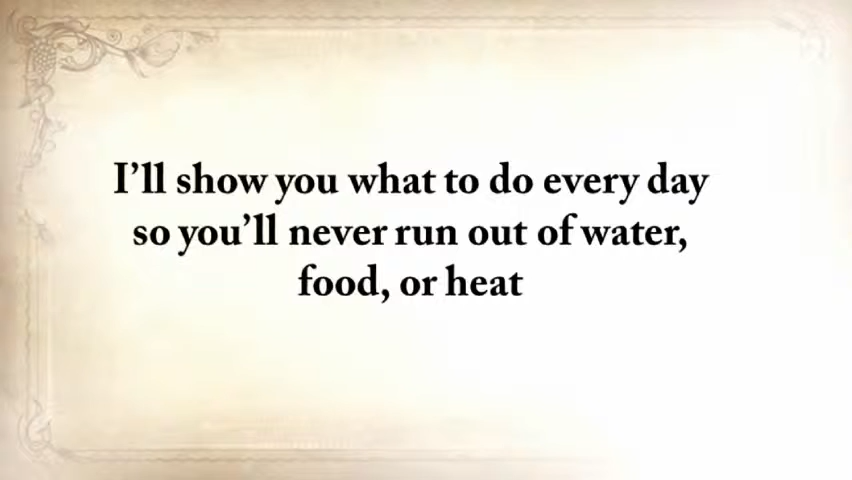 I’ll show you what to do every day
so you’ll never run out of water,
food, or heat